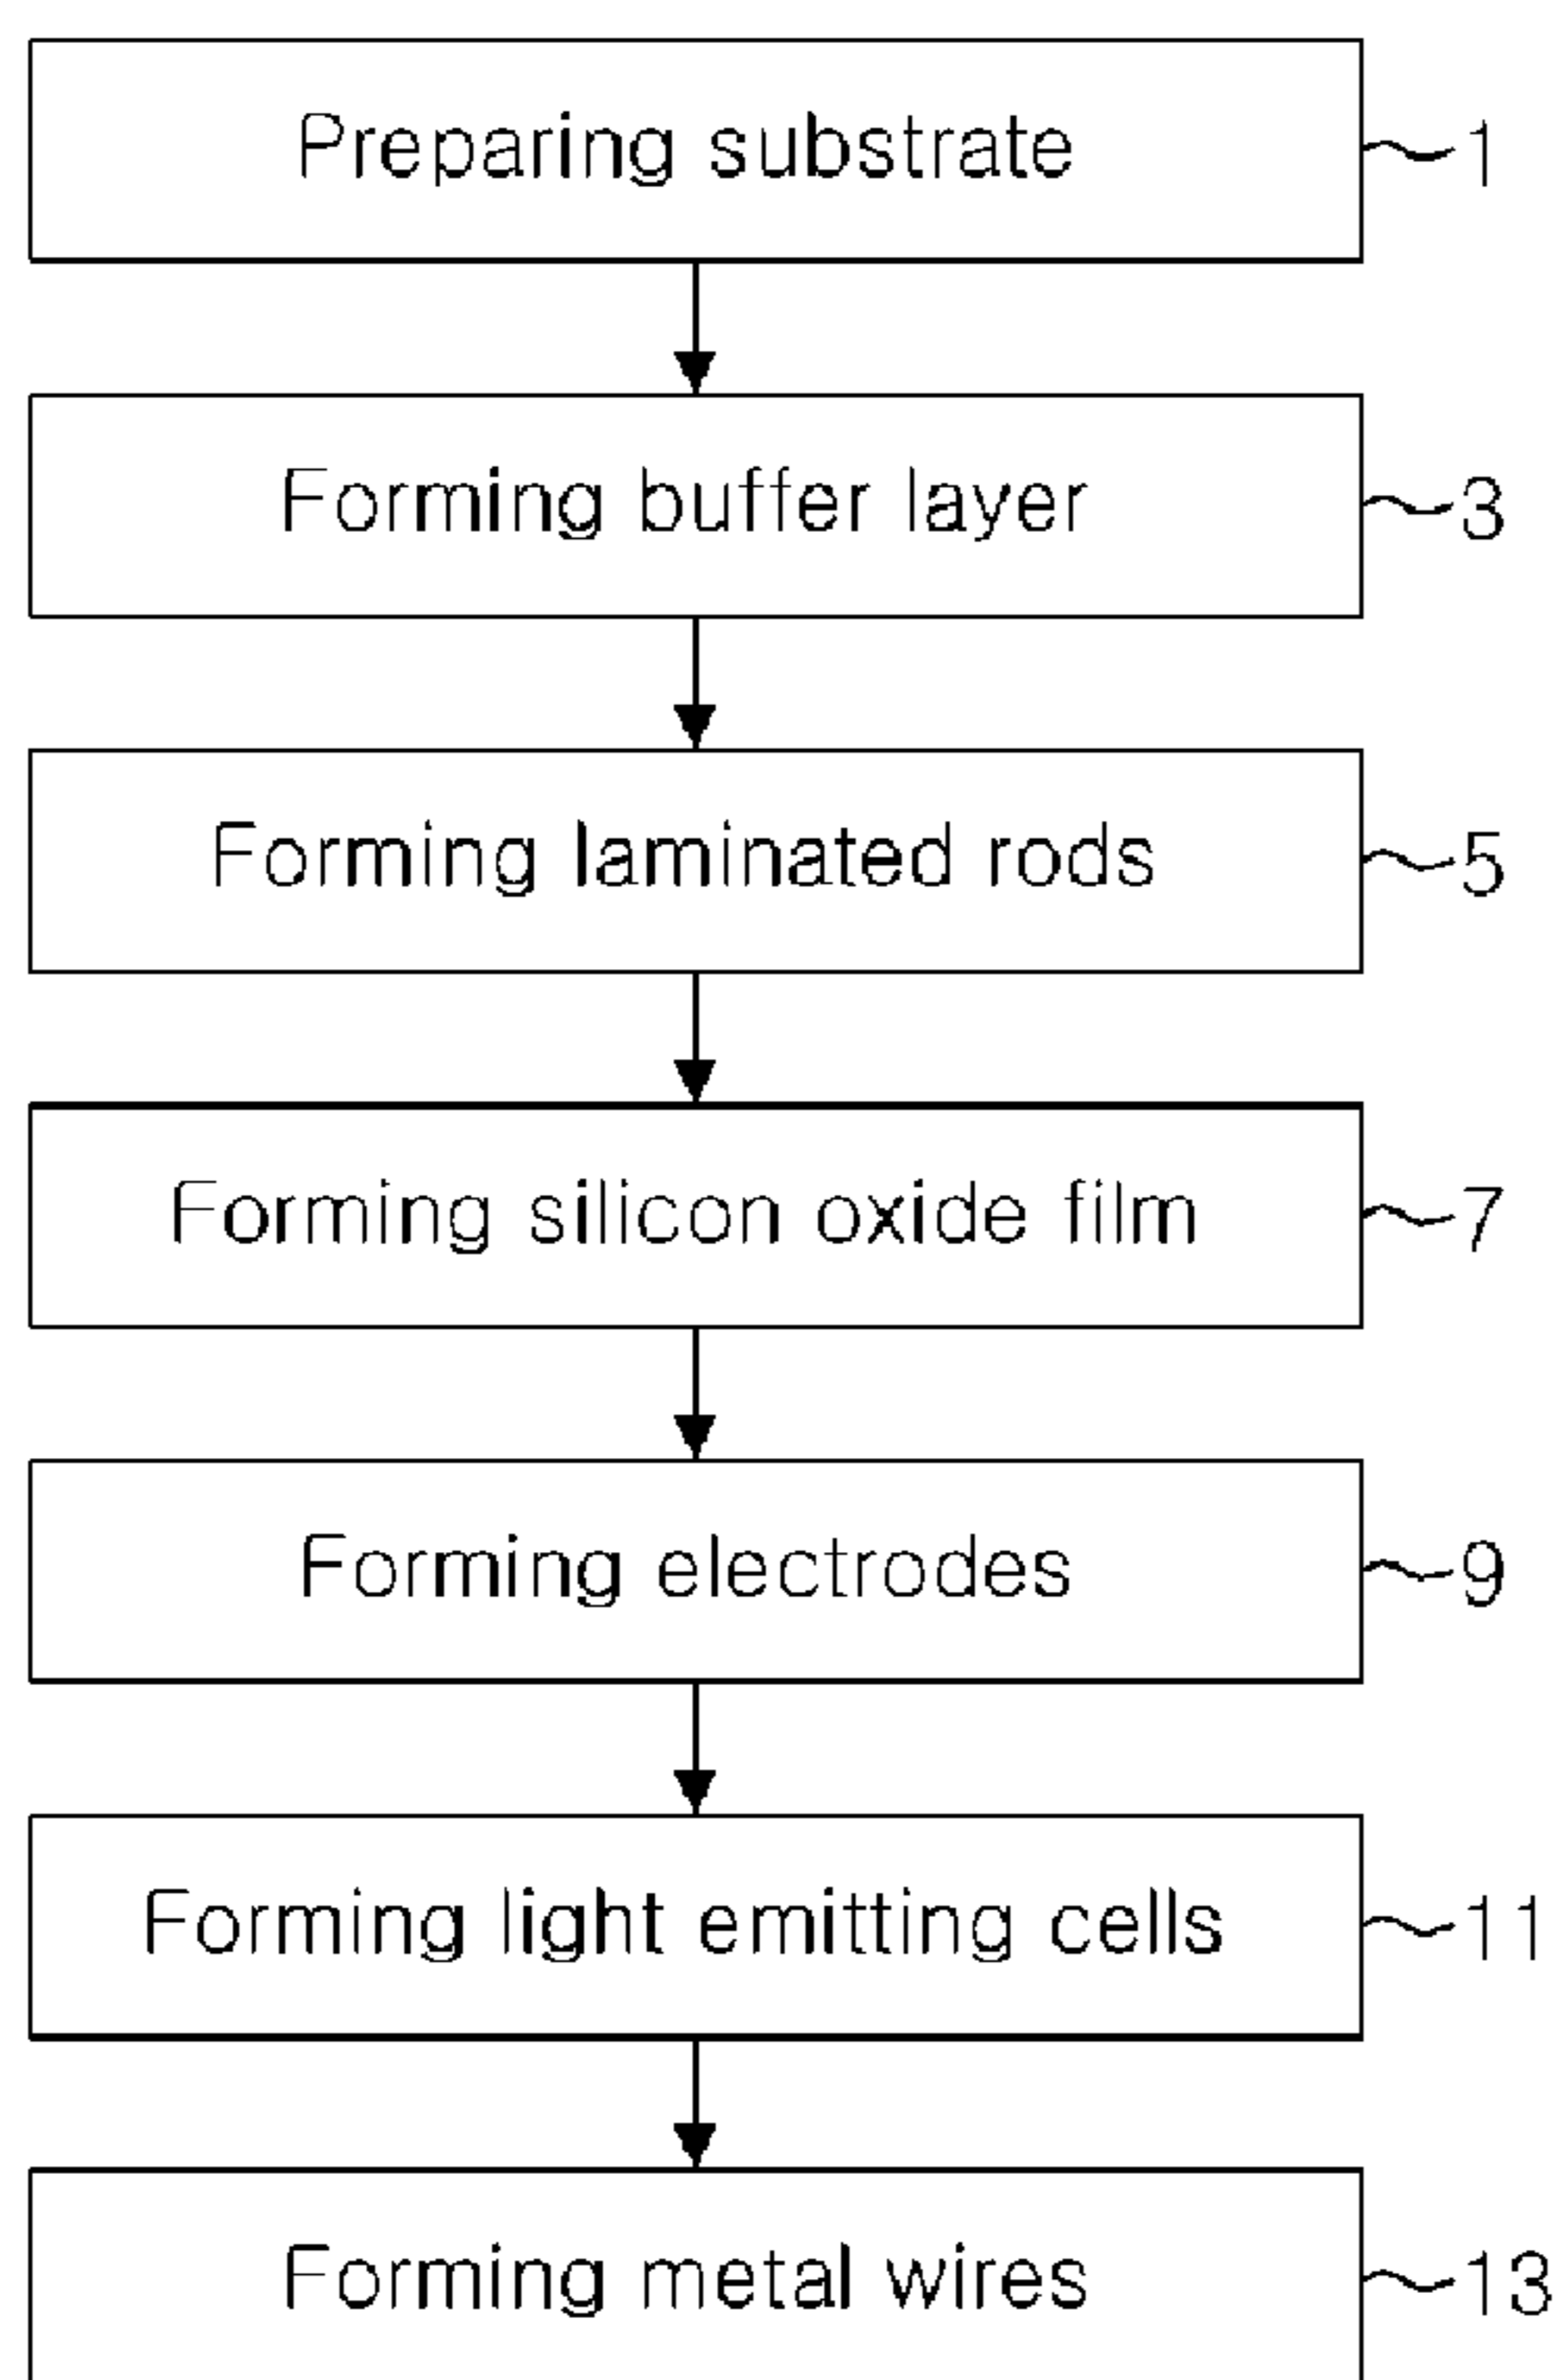 Preparing substrate 1
Forming buffer layer 3
Forming laminated rods 5
Forming silicon oxide film 7
Forming electrodes 9
Forming light emitting cells 11
Forming metal wires 13